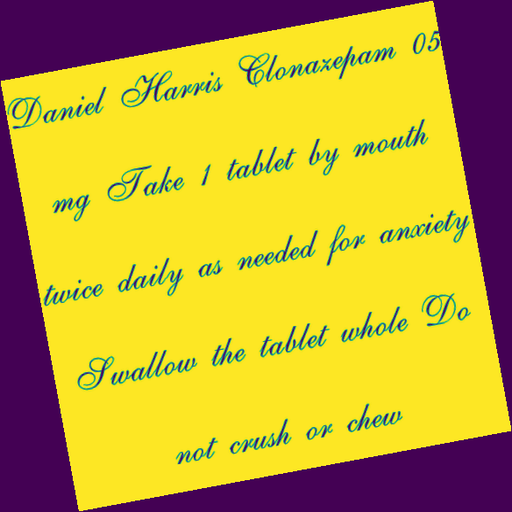 Daniel Harris Clonazepam 05
mg Take 1 tablet by mouth
twice daily as needed for anxiety
Swallow the tablet whole Do
not crush or chew